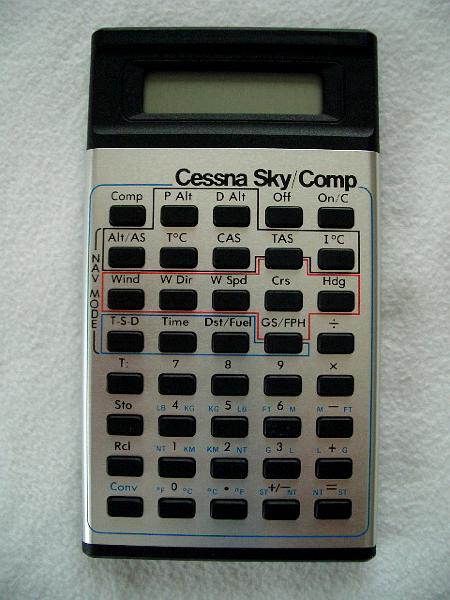 Cessna Sky/Comp
Comp P Alt D Alt Off On/C
Alt/AS T°C CAS TAS I°C
NAV MODE
Wind W Dir W Spd Crs Hdg
T-S-D Time Dst/Fuel GS/FPH ÷
T: 7 8 9 ×
Sto LB 4 KG KG 5 LB FT 6 M M − FT
Rcl NT 1 KM KM 2 NT G 3 L L + G
Conv °F 0 °C °C • °F ST +/− NT NT = ST